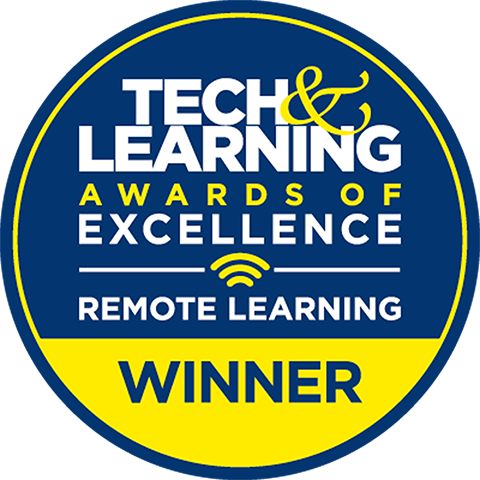 TECH &
LEARNING
AWARDS OF
EXCELLENCE
REMOTE LEARNING
WINNER